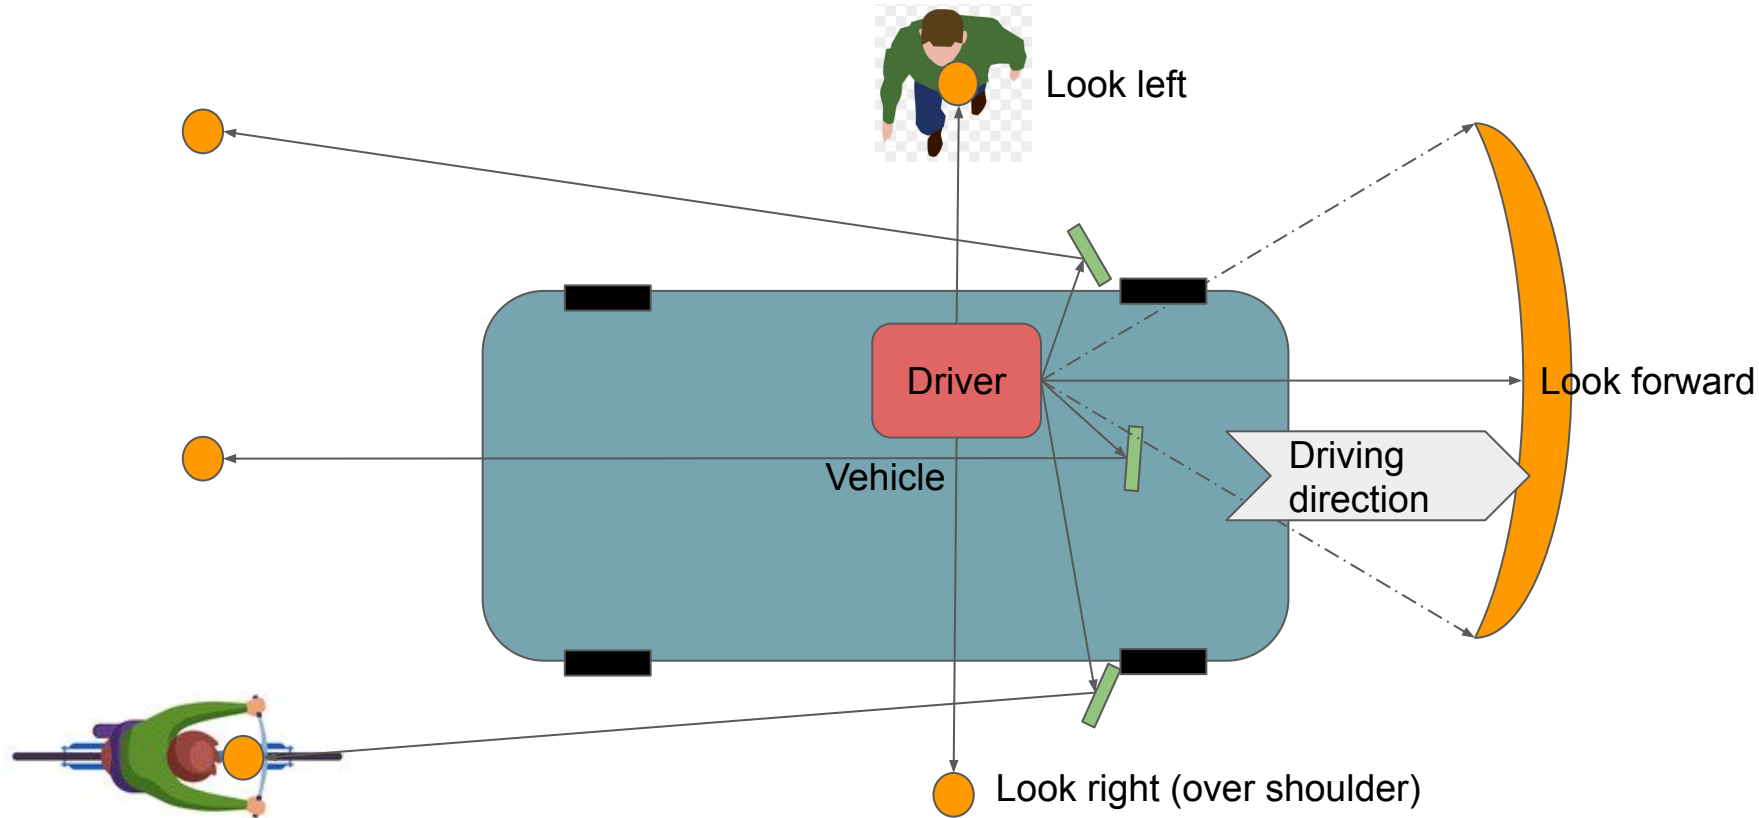 Look left
Driver
Look forward
Vehicle
Driving
direction
Look right (over shoulder)